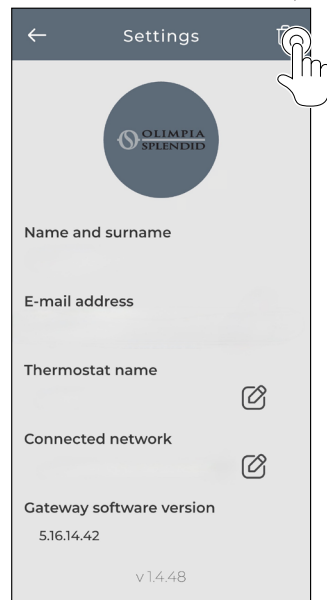 Settings
OLIMPIA
SPLENDID
Name and surname
E-mail address
Thermostat name
Connected network
Gateway software version
5.16.14.42
v 1.4.48